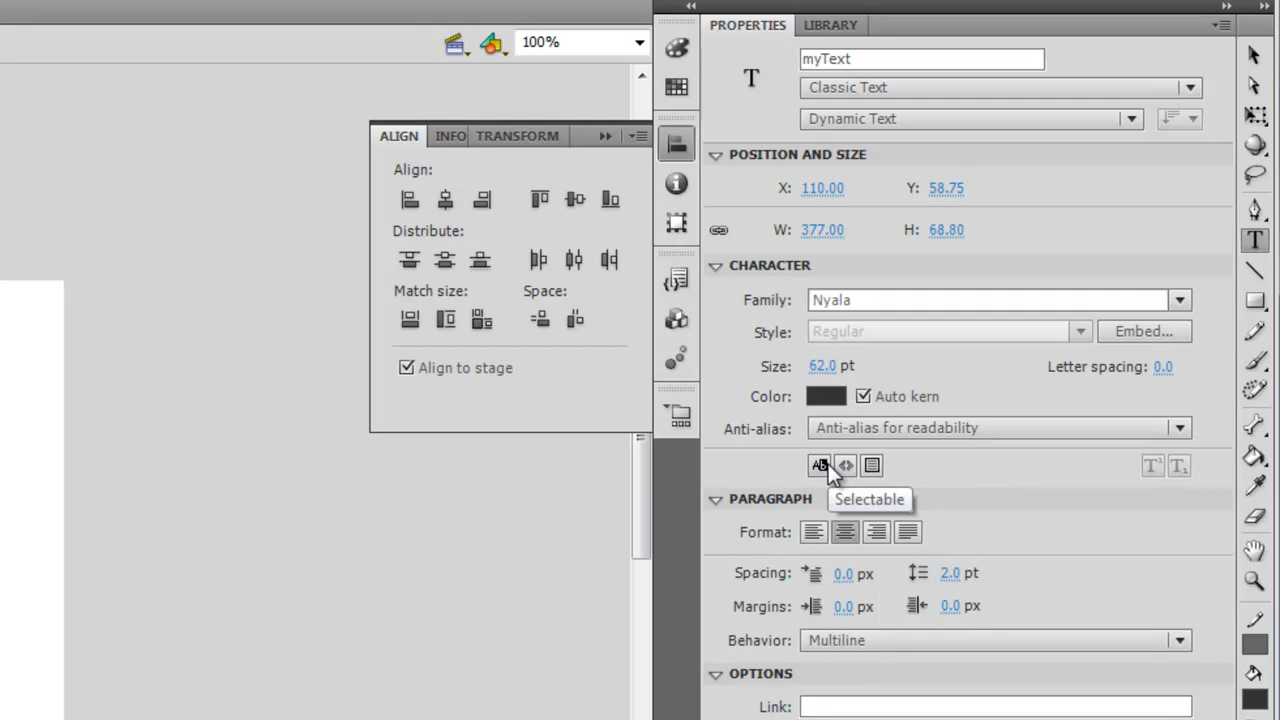 100%
PROPERTIES
LIBRARY
T
myText
Classic Text
Dynamic Text
POSITION AND SIZE
X: 110.00
Y: 58.75
W: 377.00
H: 68.80
CHARACTER
Family: Nyala
Style: Regular
Embed...
Size: 62.0 pt
Letter spacing: 0.0
Color:
Auto kern
Anti-alias: Anti-alias for readability
Ab
T¹
T₁
Selectable
PARAGRAPH
Format:
Spacing: 0.0 px
2.0 pt
Margins: 0.0 px
0.0 px
Behavior: Multiline
OPTIONS
Link:
ALIGN
INFO
TRANSFORM
Align:
Distribute:
Match size:
Space:
Align to stage
T